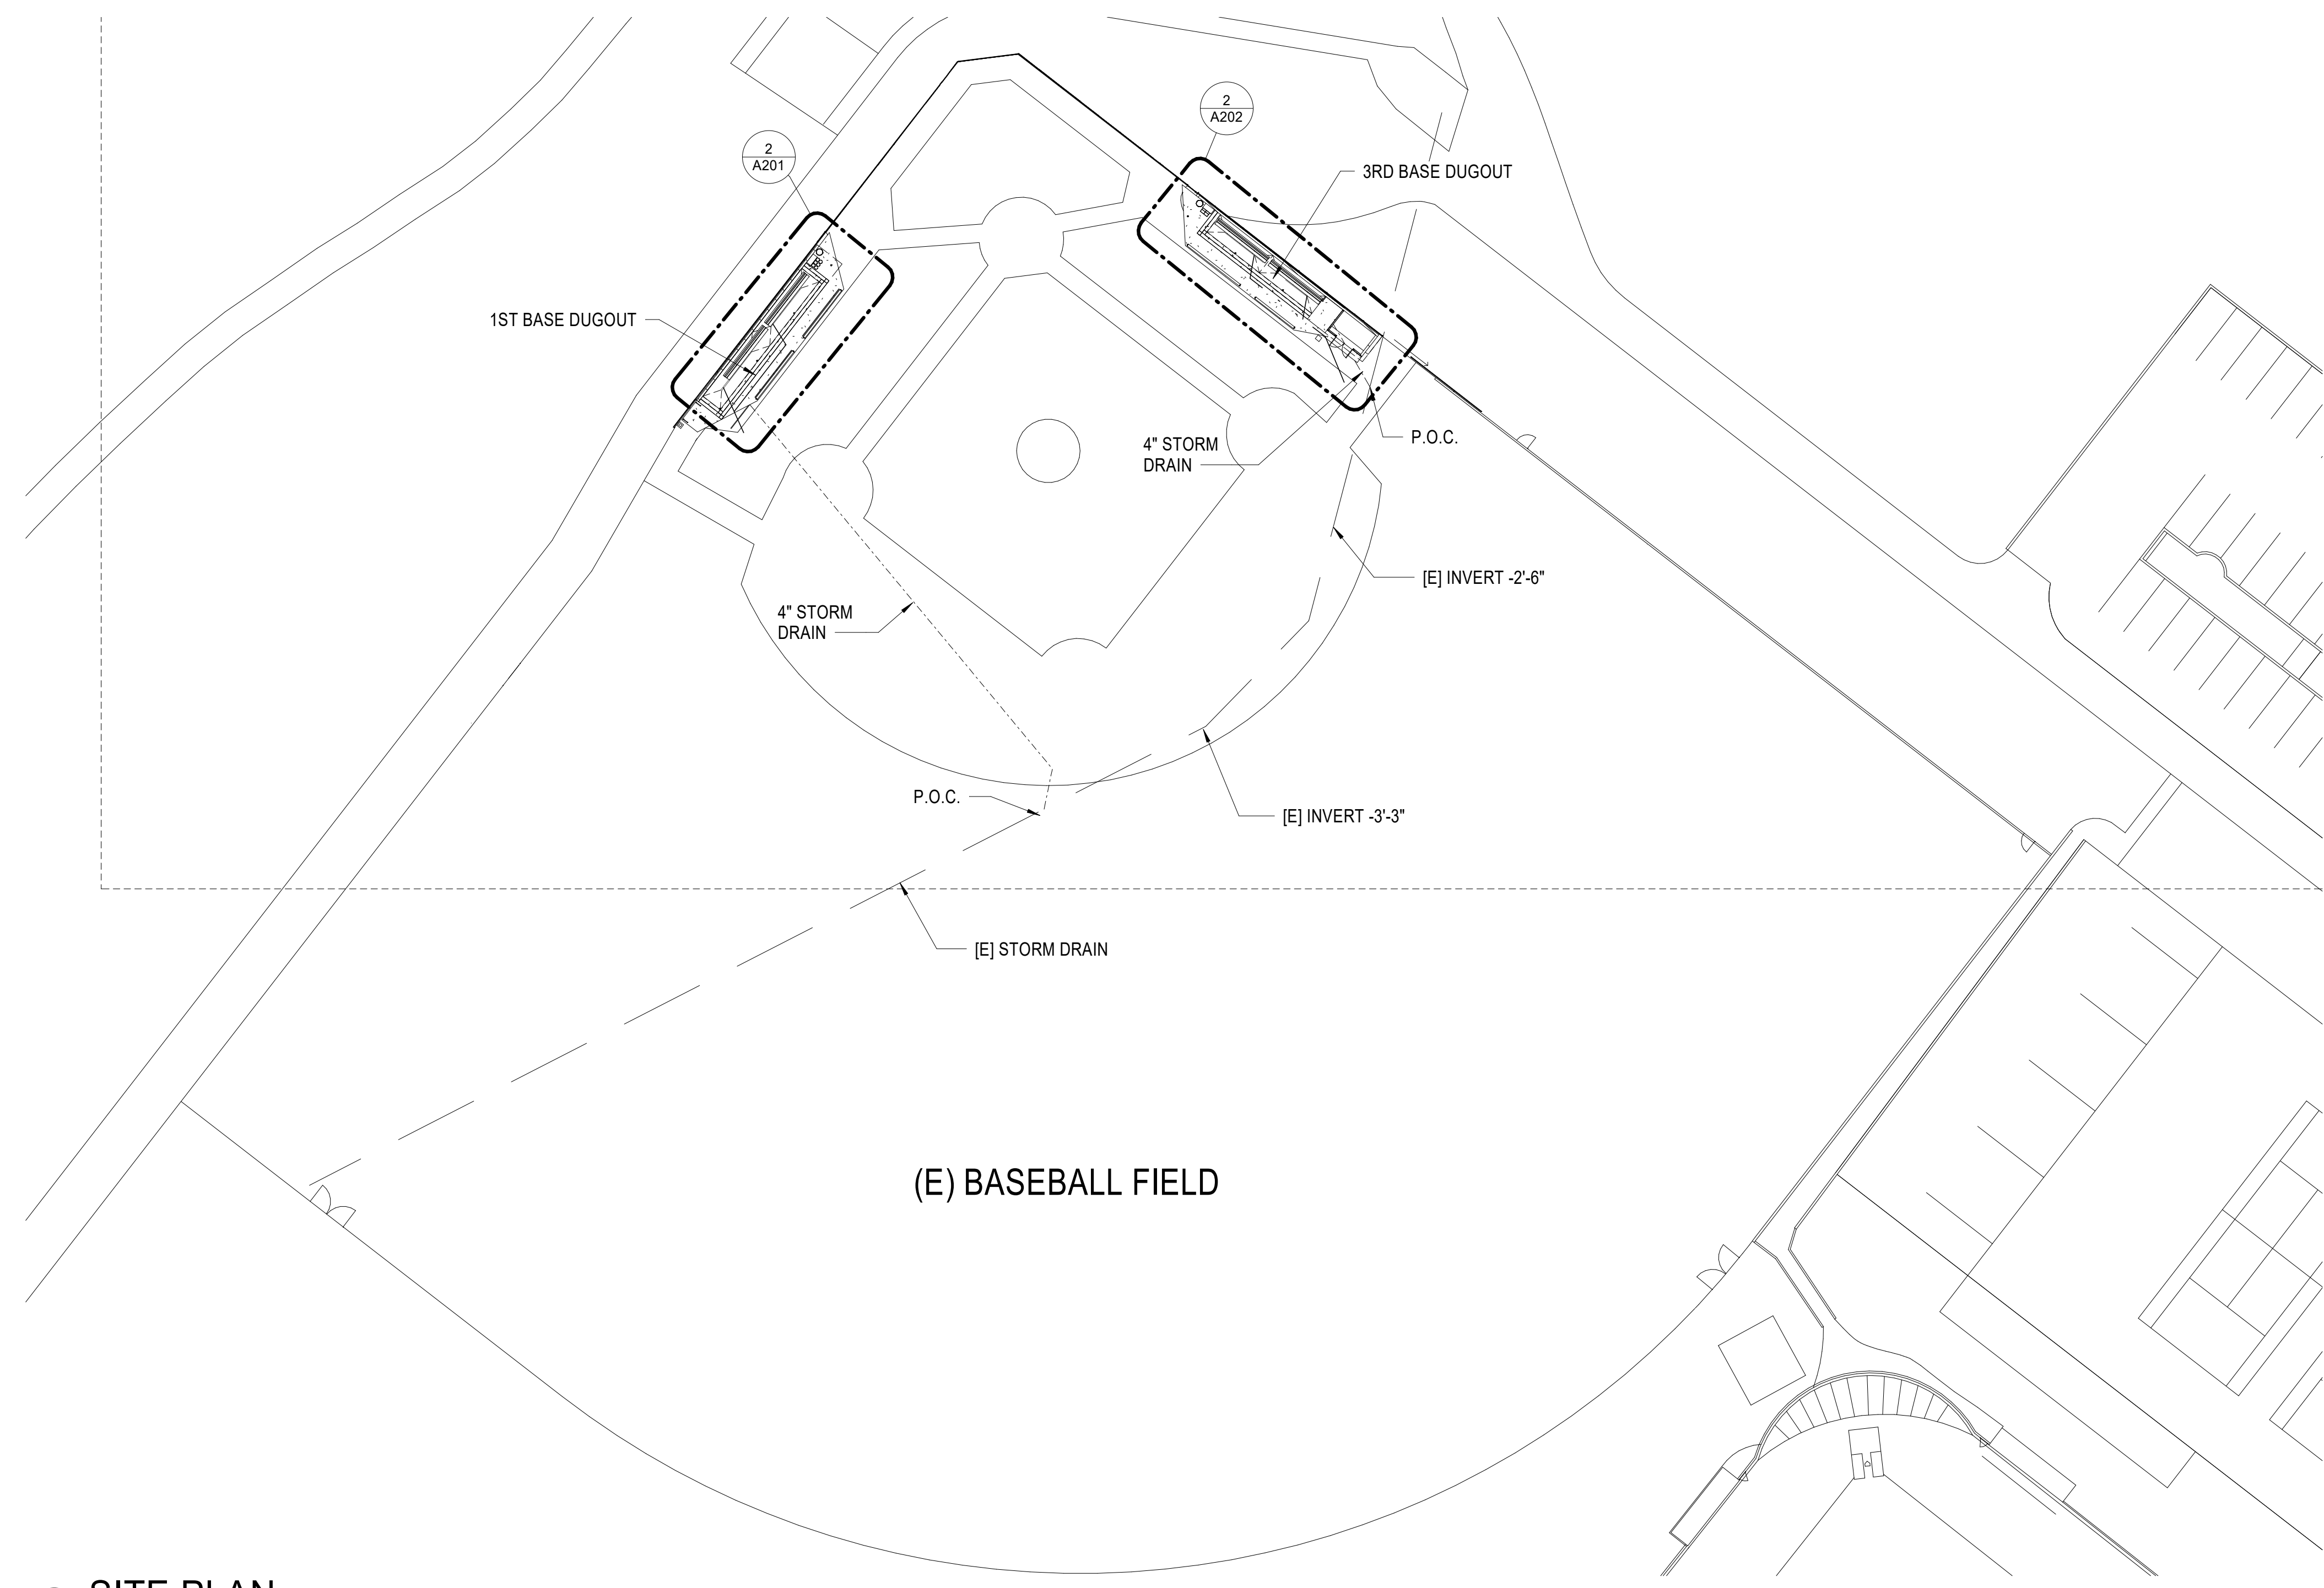 2
A202
2
A201
3RD BASE DUGOUT
1ST BASE DUGOUT
4" STORM
DRAIN
P.O.C.
[E] INVERT -2'-6"
4" STORM
DRAIN
P.O.C.
[E] INVERT -3'-3"
[E] STORM DRAIN
(E) BASEBALL FIELD
SITE PLAN